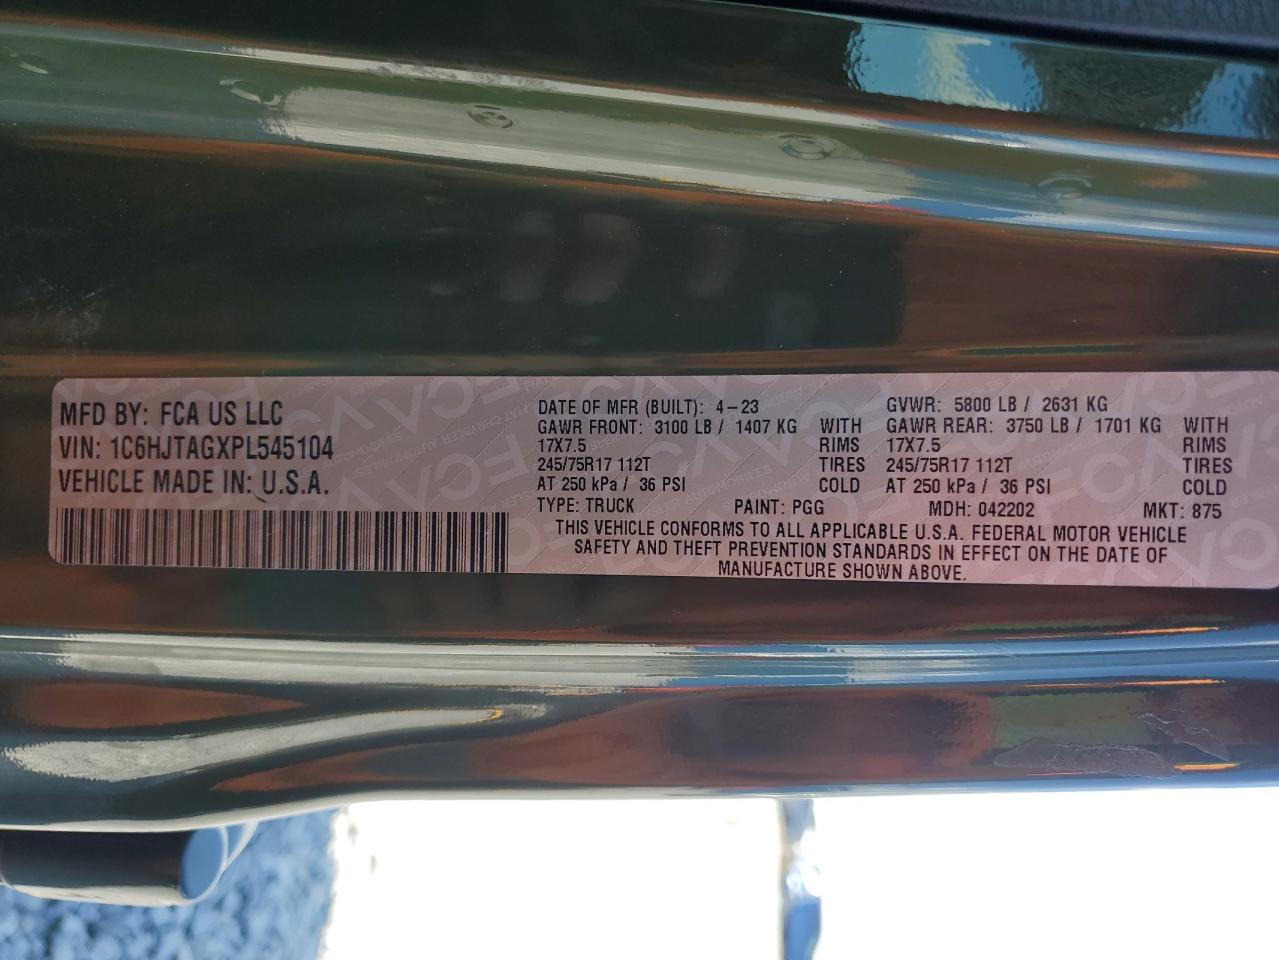 MFD BY: FCA US LLC
VIN: 1C6HJTAGXPL545104
VEHICLE MADE IN: U.S.A.
DATE OF MFR (BUILT): 4-23
GAWR FRONT: 3100 LB / 1407 KG WITH
17X7.5 RIMS
245/75R17 112T TIRES
AT 250 kPa / 36 PSI COLD
GVWR: 5800 LB / 2631 KG
GAWR REAR: 3750 LB / 1701 KG WITH
17X7.5 RIMS
245/75R17 112T TIRES
AT 250 kPa / 36 PSI COLD
TYPE: TRUCK PAINT: PGG MDH: 042202 MKT: 875
THIS VEHICLE CONFORMS TO ALL APPLICABLE U.S.A. FEDERAL MOTOR VEHICLE
SAFETY AND THEFT PREVENTION STANDARDS IN EFFECT ON THE DATE OF
MANUFACTURE SHOWN ABOVE.